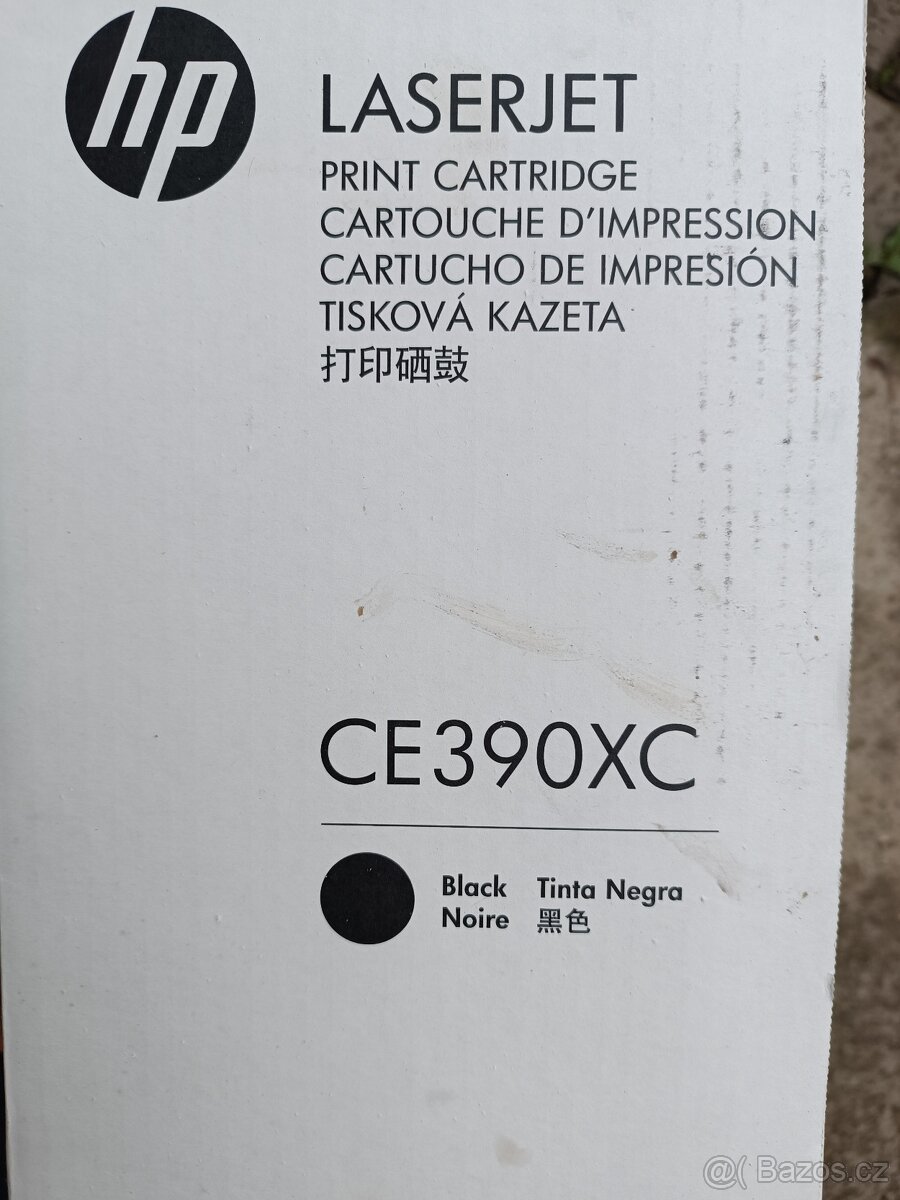 hp
LASERJET
PRINT CARTRIDGE
CARTOUCHE D'IMPRESSION
CARTUCHO DE IMPRESIÓN
TISKOVÁ KAZETA
打印硒鼓
CE390XC
Black Tinta Negra
Noire 黑色
@( Bazos.cz